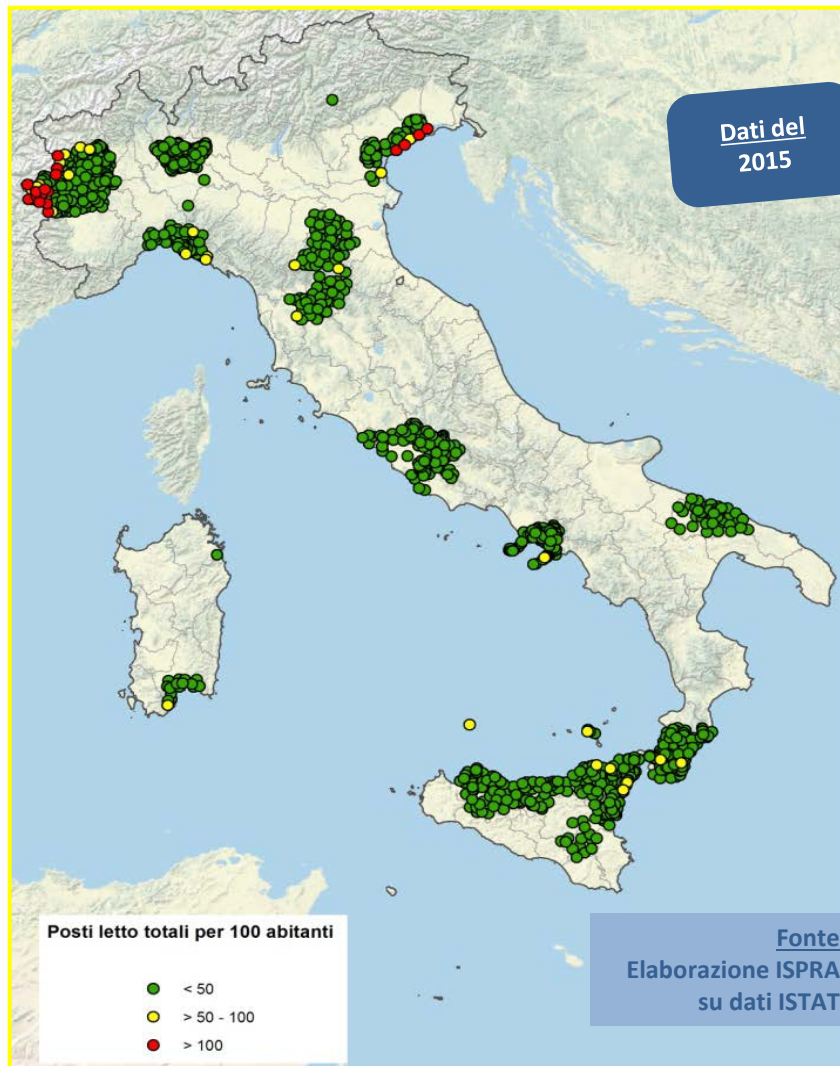 Dati del
2015
Posti letto totali per 100 abitanti
< 50
> 50 - 100
> 100
Fonte
Elaborazione ISPRA
su dati ISTAT